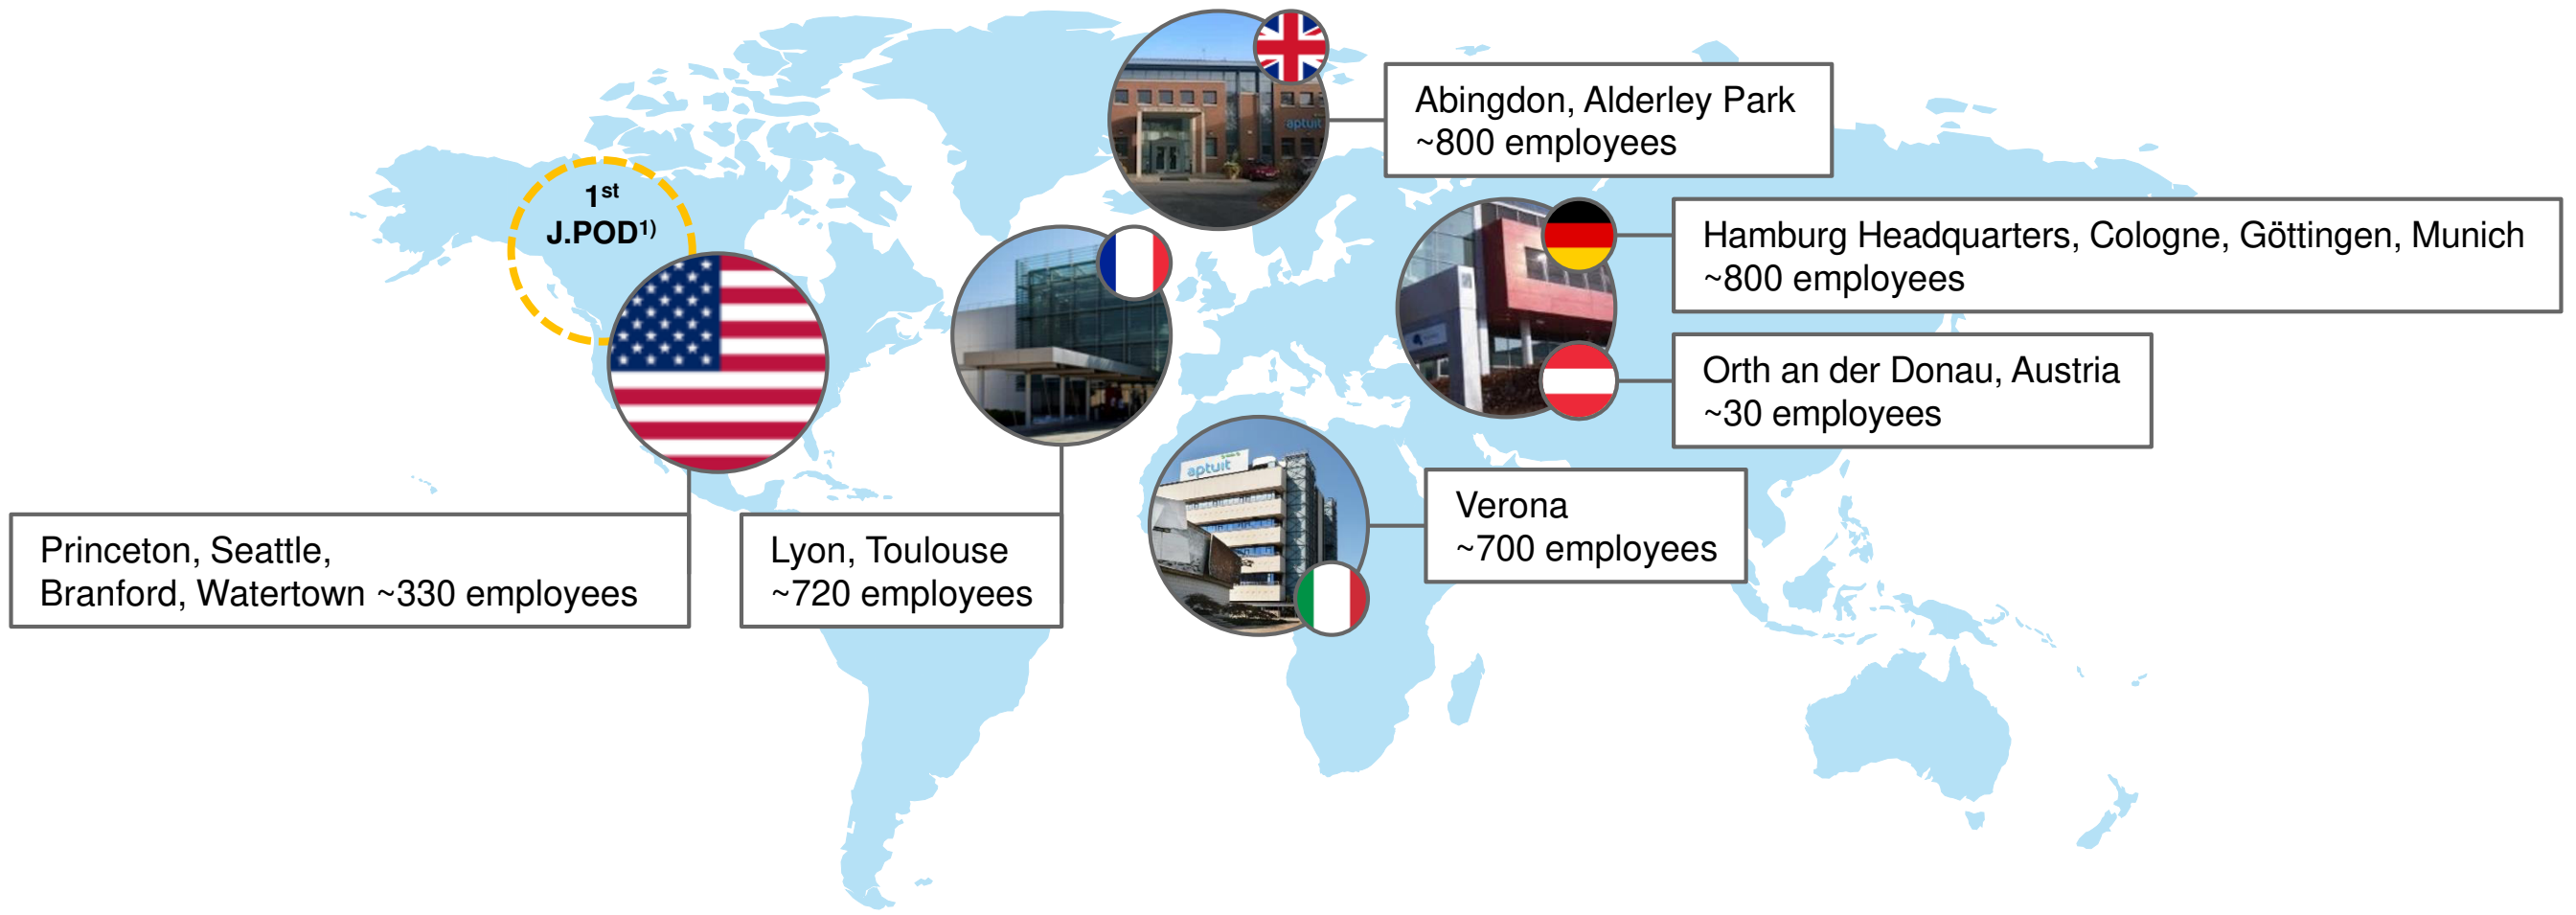 aptuit
Abingdon, Alderley Park
~800 employees
1st
J.POD1)
Hamburg Headquarters, Cologne, Göttingen, Munich
~800 employees
Orth an der Donau, Austria
~30 employees
aptuit
Verona
~700 employees
Princeton, Seattle,
Branford, Watertown ~330 employees
Lyon, Toulouse
~720 employees